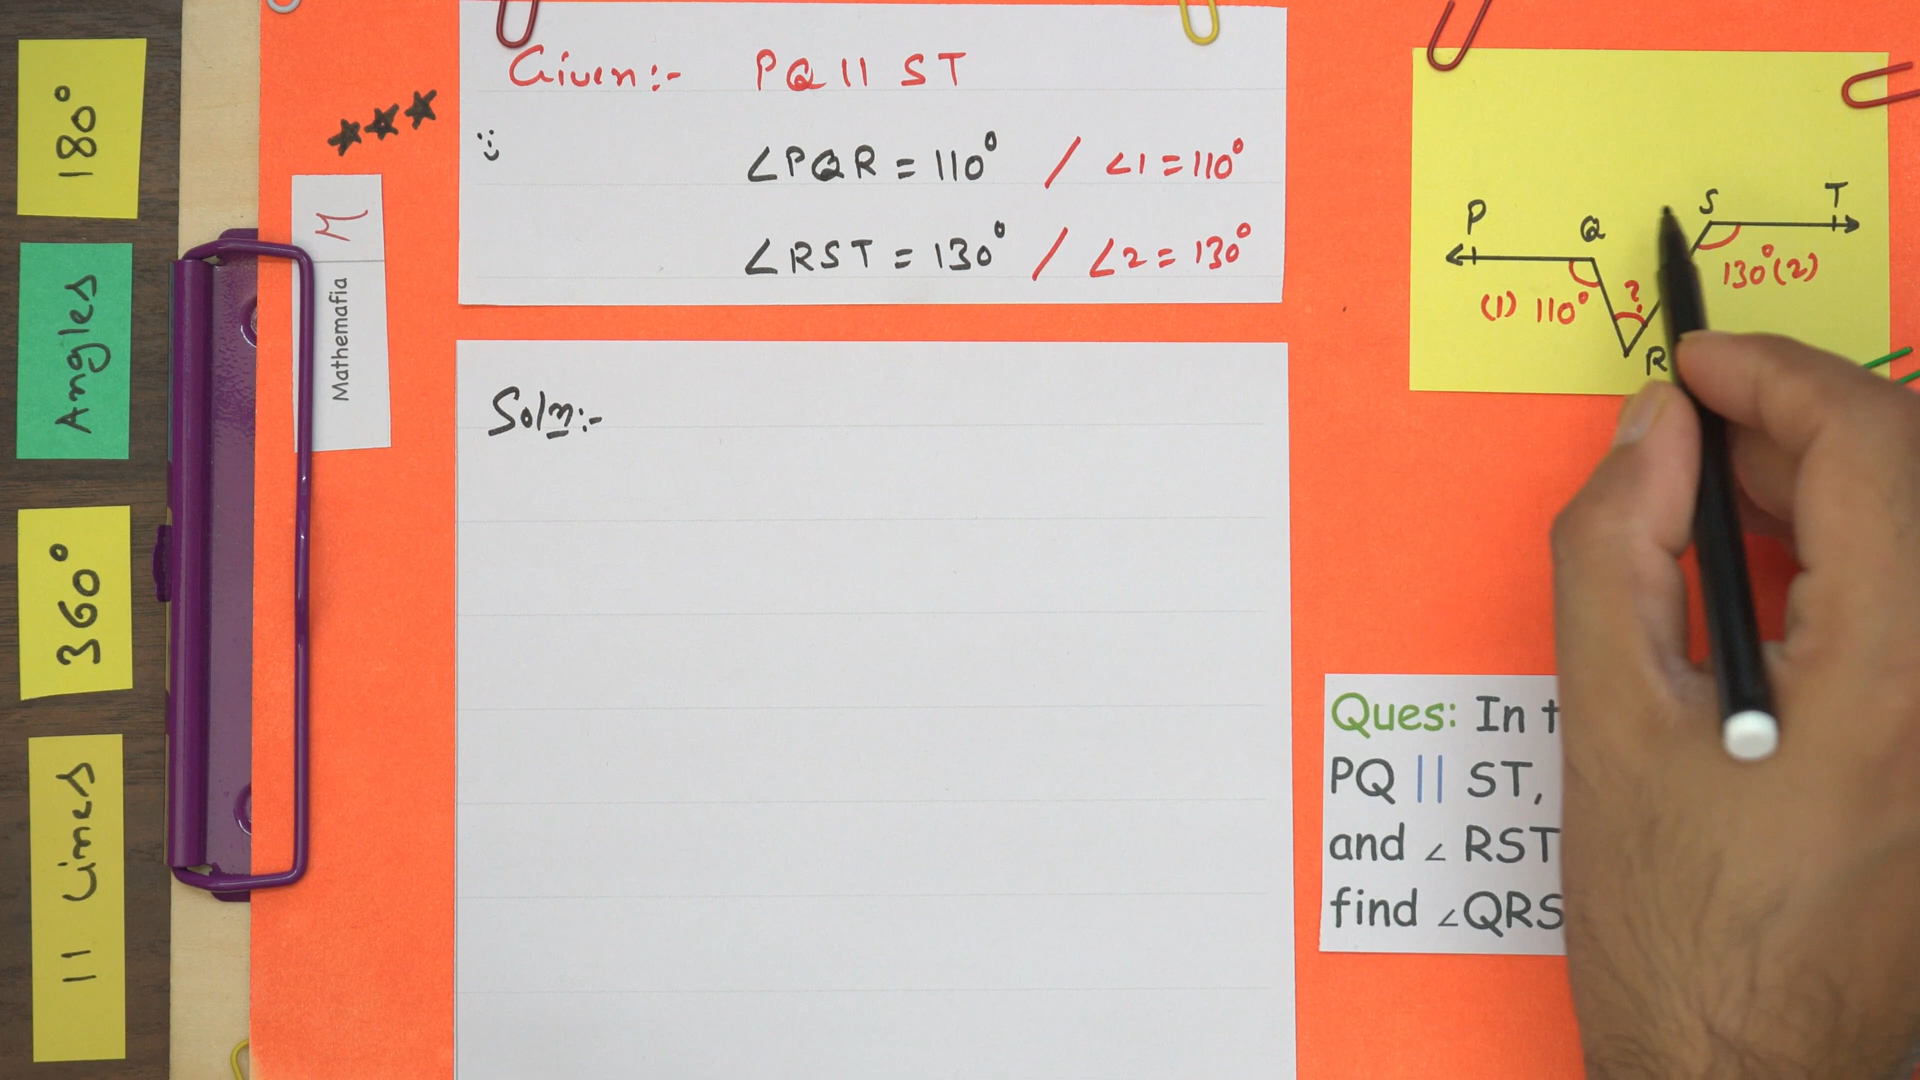 180°
Angles
360°
11 Lines
M
Mathemafia
Given:- PQ || ST
∠PQR = 110° / ∠1 = 110°
∠RST = 130° / ∠2 = 130°
Soln:-
P Q S T
(1) 110° ? 130°(2)
R
Ques: In t
PQ || ST,
and ∠ RST
find ∠QRS